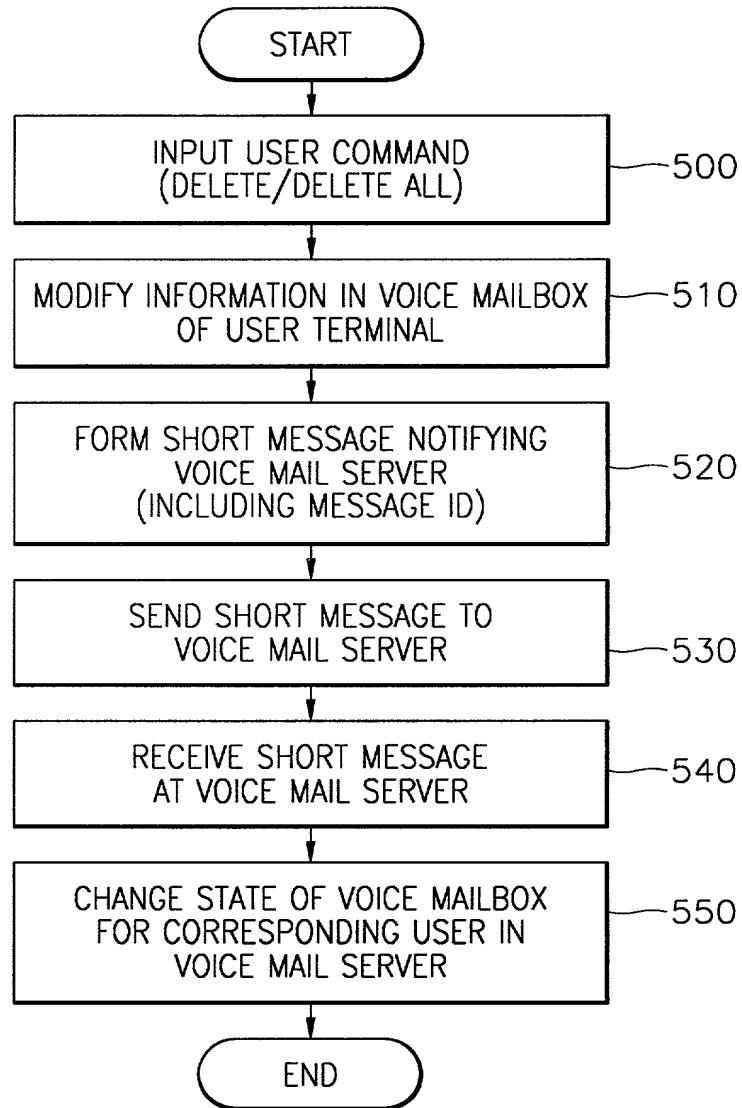 START
INPUT USER COMMAND
(DELETE/DELETE ALL)
500
MODIFY INFORMATION IN VOICE MAILBOX
OF USER TERMINAL
510
FORM SHORT MESSAGE NOTIFYING
VOICE MAIL SERVER
(INCLUDING MESSAGE ID)
520
SEND SHORT MESSAGE TO
VOICE MAIL SERVER
530
RECEIVE SHORT MESSAGE
AT VOICE MAIL SERVER
540
CHANGE STATE OF VOICE MAILBOX
FOR CORRESPONDING USER IN
VOICE MAIL SERVER
550
END